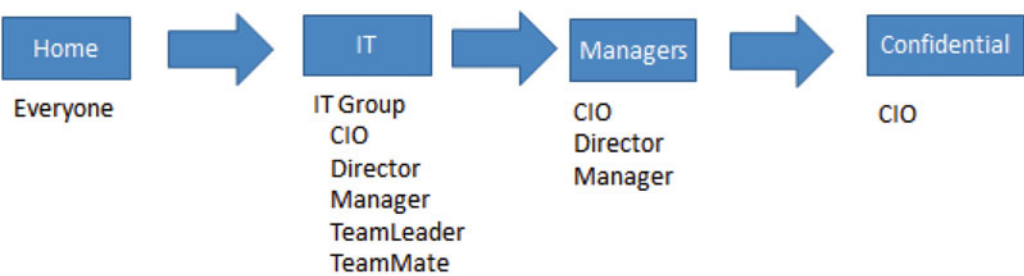 Home
IT
Managers
Confidential
Everyone
IT Group
CIO
Director
Manager
TeamLeader
TeamMate
CIO
Director
Manager
CIO